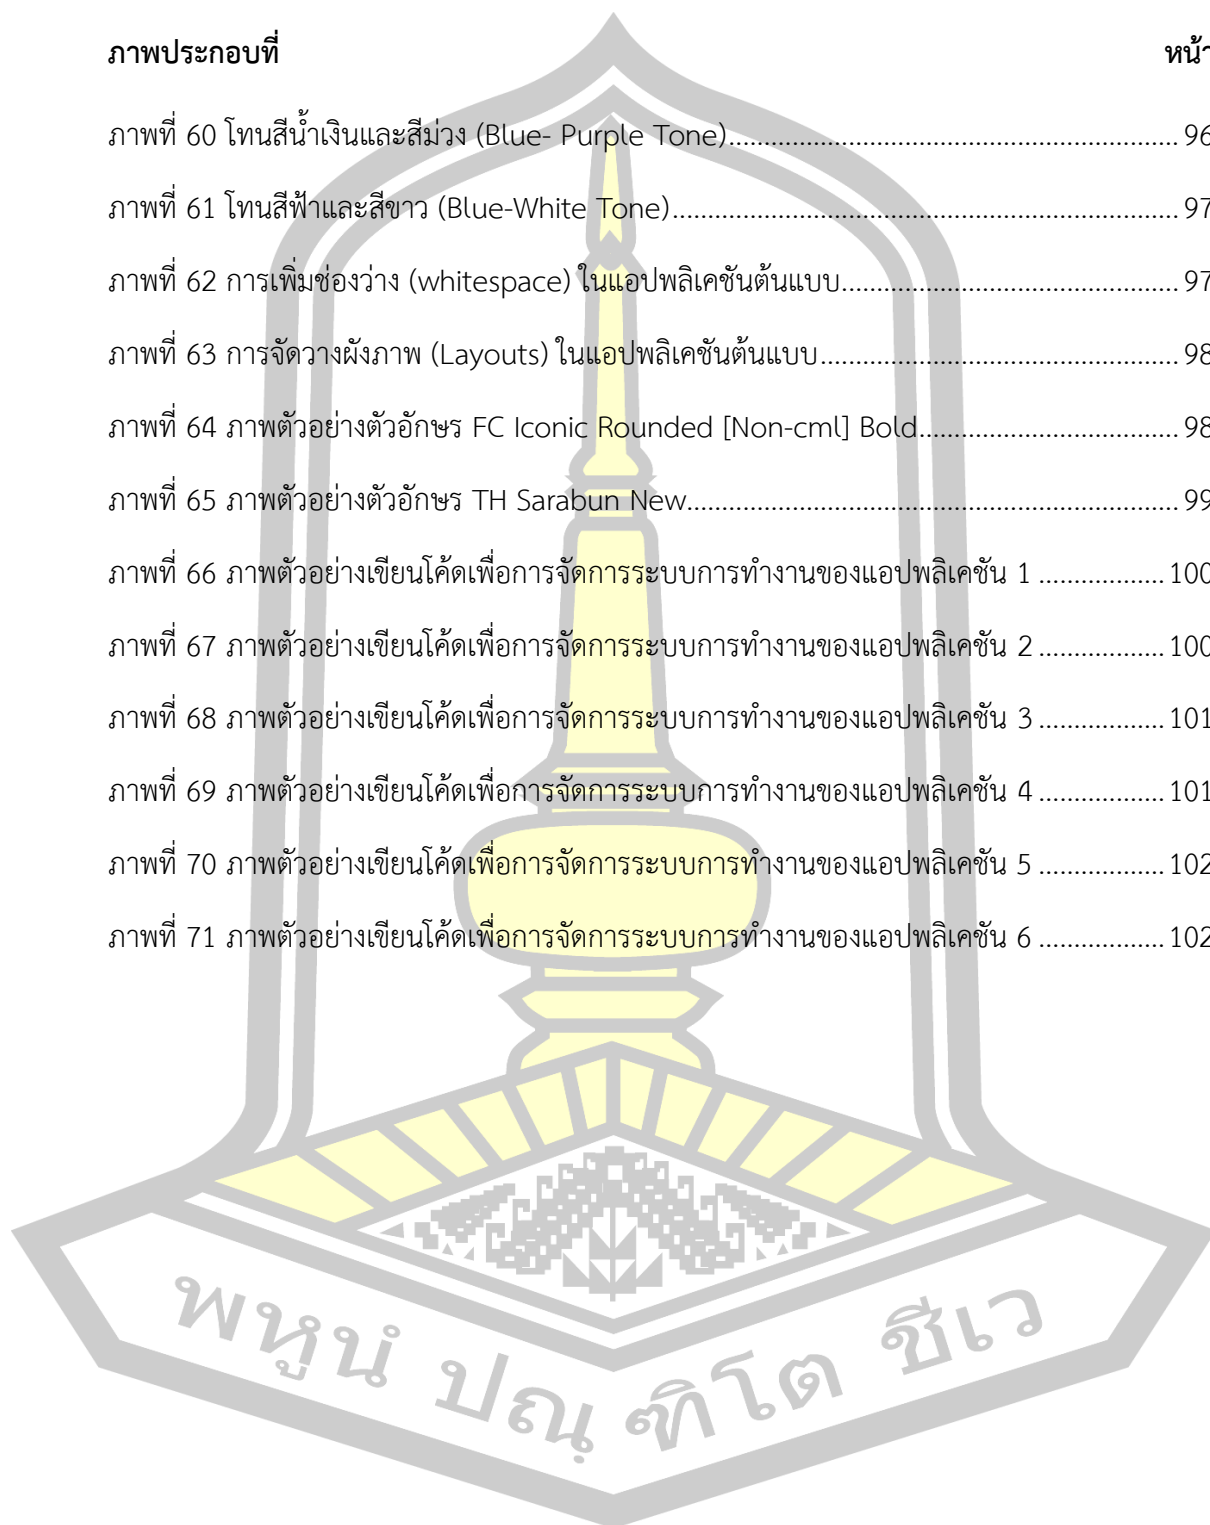 ภาพประกอบที่ หน้า
ภาพที่ 60 โทนสีน้ำเงินและสีม่วง (Blue- Purple Tone)................................................................ 96
ภาพที่ 61 โทนสีฟ้าและสีขาว (Blue-White Tone)........................................................................ 97
ภาพที่ 62 การเพิ่มช่องว่าง (whitespace) ในแอปพลิเคชันต้นแบบ................................................ 97
ภาพที่ 63 การจัดวางผังภาพ (Layouts) ในแอปพลิเคชันต้นแบบ................................................... 98
ภาพที่ 64 ภาพตัวอย่างตัวอักษร FC Iconic Rounded [Non-cml] Bold..................................... 98
ภาพที่ 65 ภาพตัวอย่างตัวอักษร TH Sarabun New...................................................................... 99
ภาพที่ 66 ภาพตัวอย่างเขียนโค้ดเพื่อการจัดการระบบการทำงานของแอปพลิเคชัน 1 .................. 100
ภาพที่ 67 ภาพตัวอย่างเขียนโค้ดเพื่อการจัดการระบบการทำงานของแอปพลิเคชัน 2 .................. 100
ภาพที่ 68 ภาพตัวอย่างเขียนโค้ดเพื่อการจัดการระบบการทำงานของแอปพลิเคชัน 3 .................. 101
ภาพที่ 69 ภาพตัวอย่างเขียนโค้ดเพื่อการจัดการระบบการทำงานของแอปพลิเคชัน 4 .................. 101
ภาพที่ 70 ภาพตัวอย่างเขียนโค้ดเพื่อการจัดการระบบการทำงานของแอปพลิเคชัน 5 .................. 102
ภาพที่ 71 ภาพตัวอย่างเขียนโค้ดเพื่อการจัดการระบบการทำงานของแอปพลิเคชัน 6 .................. 102
พหูนํ ปณฺฑิโต ชีเว